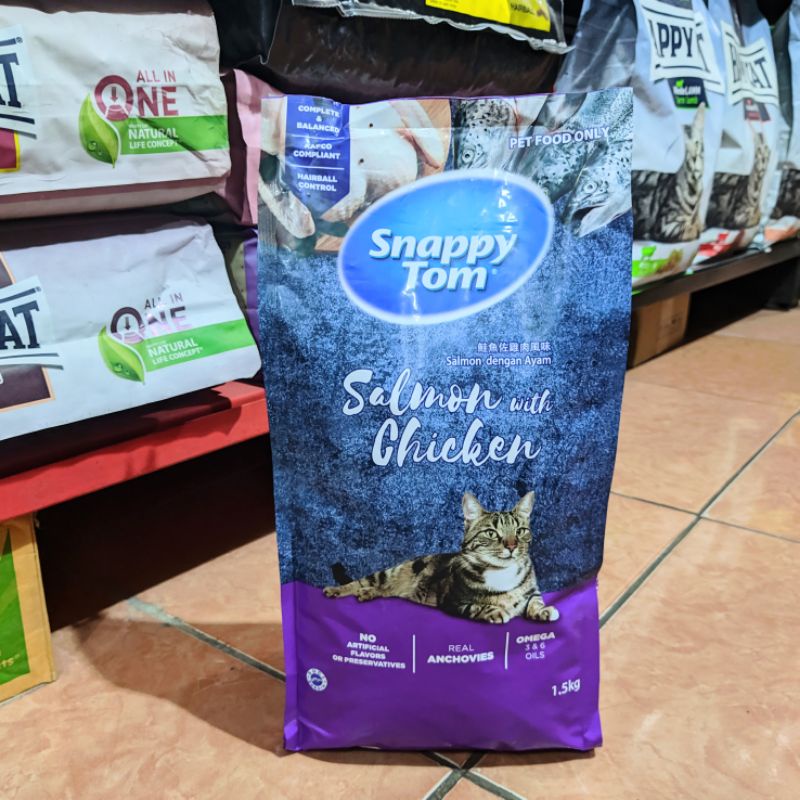 ALL IN
ONE
NATURAL
LIFE CONCEPT
AT
ALL IN
ONE
NATURAL
LIFE CONCEPT
COMPLETE
& BALANCED
AAFCO
COMPLIANT
HAIRBALL
CONTROL
PET FOOD ONLY
Snappy
Tom
鮭魚佐雞肉風味
Salmon dengan Ayam
Salmon with
Chicken
NO
ARTIFICIAL
FLAVORS
OR PRESERVATIVES
REAL
ANCHOVIES
OMEGA
3 & 6
OILS
1.5kg
HAIRBAL
APPY
CAT